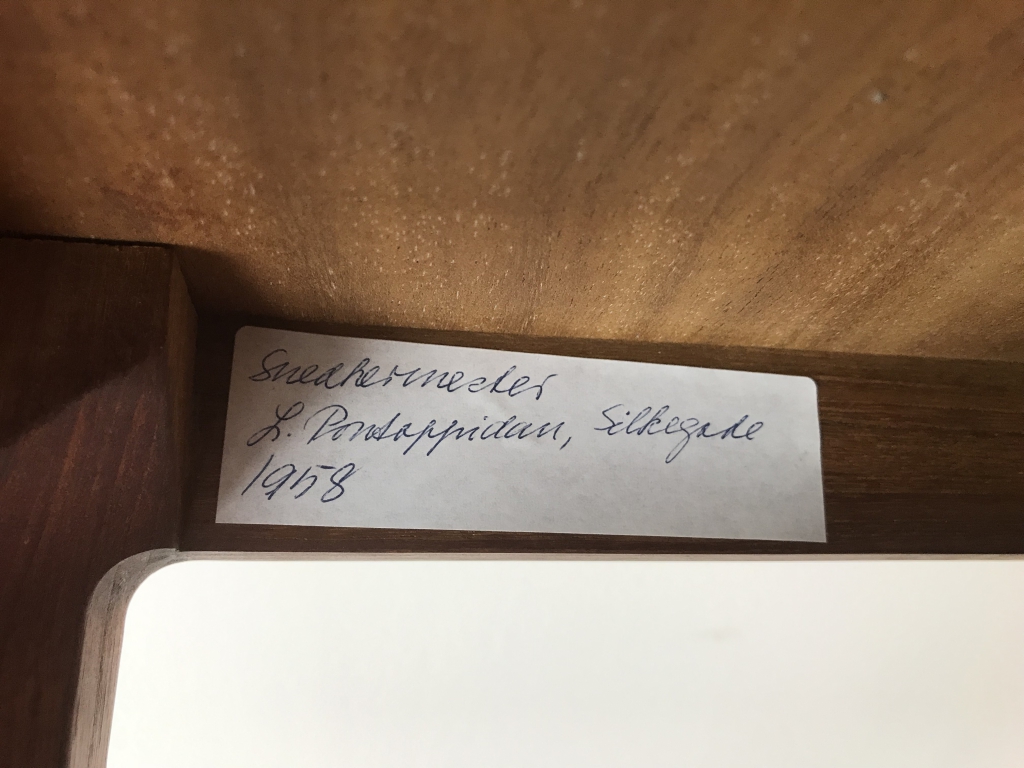 Snedkermester
L. Pontoppidan, Silkegade
1958